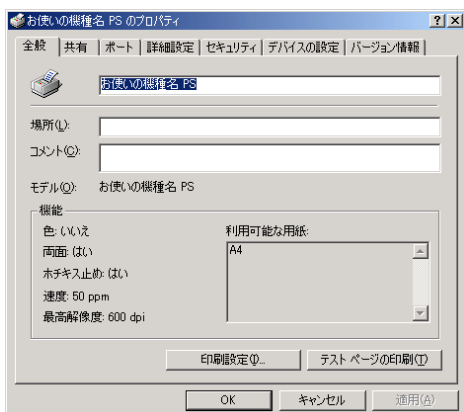 お使いの機種名 PS のプロパティ
全般 共有 ポート 詳細設定 セキュリティ デバイスの設定 バージョン情報
お使いの機種名 PS
場所(L):
コメント(C):
モデル(O): お使いの機種名 PS
機能
色: いいえ 利用可能な用紙:
両面: はい A4
ホチキス止め: はい
速度: 50 ppm
最高解像度: 600 dpi
印刷設定(I)... テスト ページの印刷(T)
OK キャンセル 適用(A)